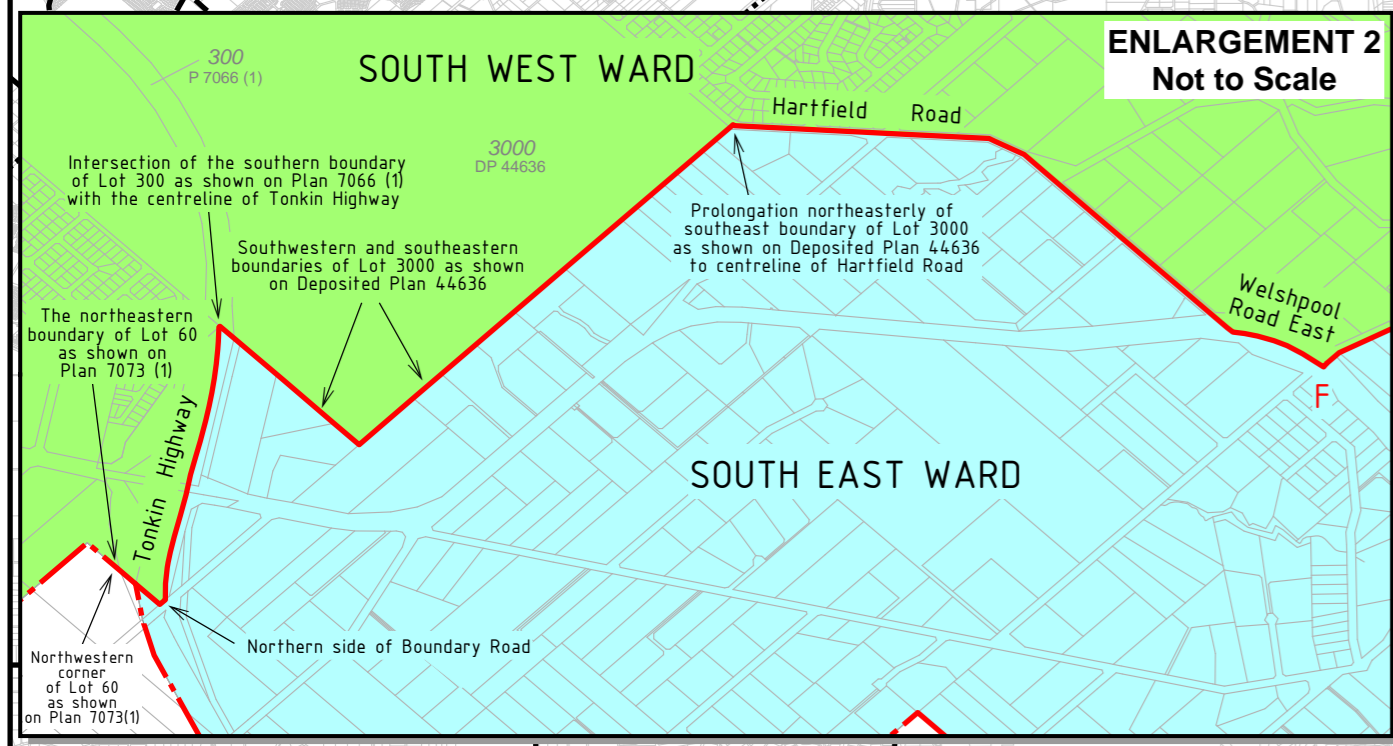 ENLARGEMENT 2
Not to Scale
300
P 7066 (1)
SOUTH WEST WARD
Hartfield Road
3000
DP 44636
Intersection of the southern boundary
of Lot 300 as shown on Plan 7066 (1)
with the centreline of Tonkin Highway
Southwestern and southeastern
boundaries of Lot 3000 as shown
on Deposited Plan 44636
Prolongation northeasterly of
southeast boundary of Lot 3000
as shown on Deposited Plan 44636
to centreline of Hartfield Road
The northeastern
boundary of Lot 60
as shown on
Plan 7073 (1)
Welshpool
Road East
F
Tonkin Highway
SOUTH EAST WARD
Northern side of Boundary Road
Northwestern
corner
of Lot 60
as shown
on Plan 7073(1)